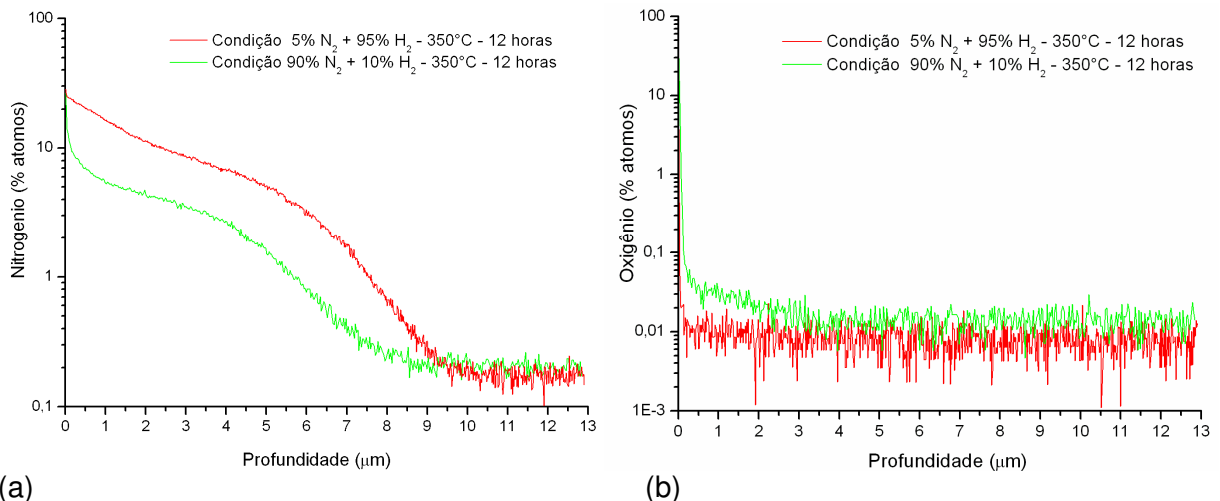 100
10
1
0,1
Nitrogenio (% atomos)
Condição 5% N2 + 95% H2 - 350°C - 12 horas
Condição 90% N2 + 10% H2 - 350°C - 12 horas
0 1 2 3 4 5 6 7 8 9 10 11 12 13
Profundidade (μm)
(a)
100
10
1
0,1
0,01
1E-3
Oxigênio (% atomos)
Condição 5% N2 + 95% H2 - 350°C - 12 horas
Condição 90% N2 + 10% H2 - 350°C - 12 horas
0 1 2 3 4 5 6 7 8 9 10 11 12 13
Profundidade (μm)
(b)